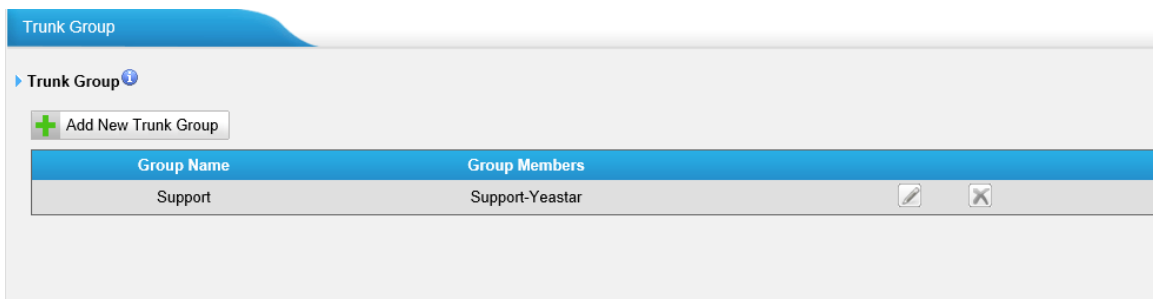 Trunk Group
Trunk Group
Add New Trunk Group
Group Name Group Members
Support Support-Yeastar